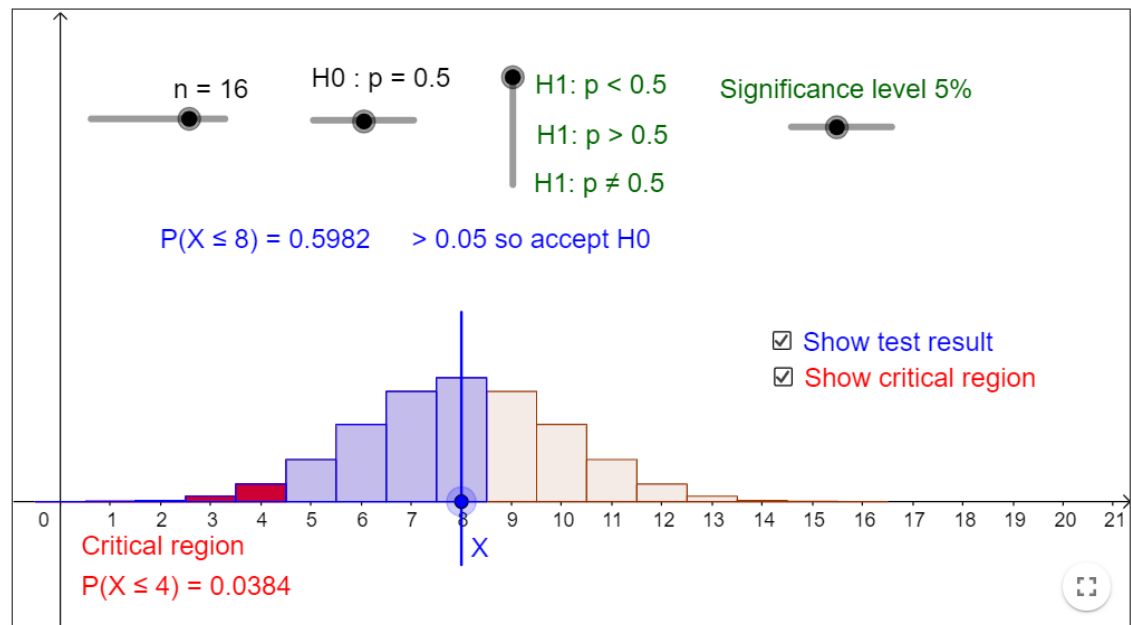 n = 16
H0 : p = 0.5
H1: p < 0.5
Significance level 5%
H1: p > 0.5
H1: p ≠ 0.5
P(X ≤ 8) = 0.5982 > 0.05 so accept H0
Show test result
Show critical region
0 1 2 3 4 5 6 7 8 9 10 11 12 13 14 15 16 17 18 19 20 21
Critical region
X
P(X ≤ 4) = 0.0384